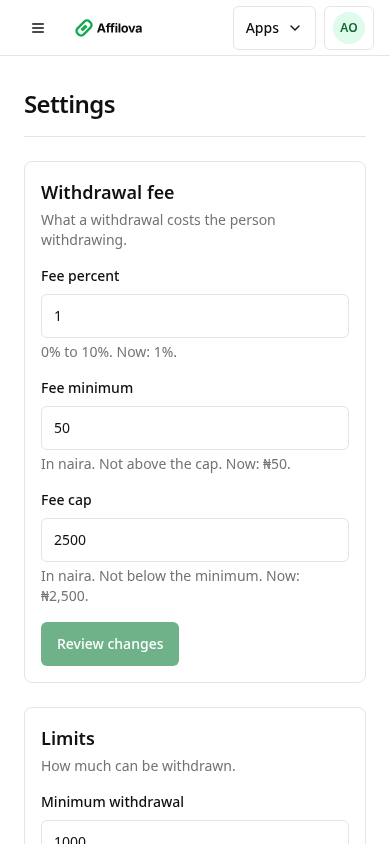 Affilova
Apps
AO
Settings
Withdrawal fee
What a withdrawal costs the person
withdrawing.
Fee percent
1
0% to 10%. Now: 1%.
Fee minimum
50
In naira. Not above the cap. Now: ₦50.
Fee cap
2500
In naira. Not below the minimum. Now:
₦2,500.
Review changes
Limits
How much can be withdrawn.
Minimum withdrawal
1000